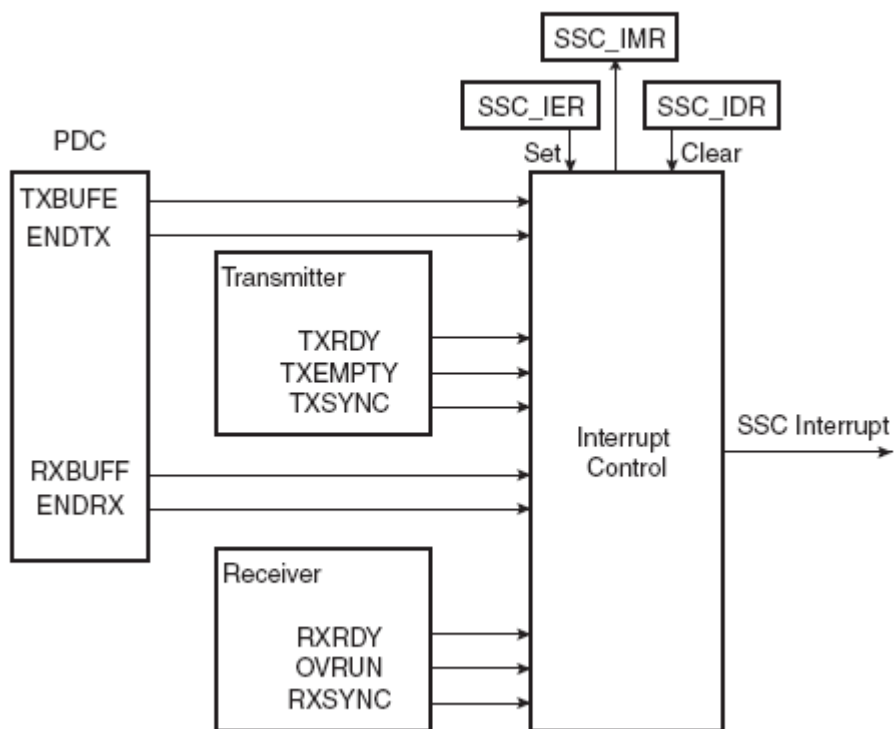 SSC_IMR
SSC_IER
SSC_IDR
PDC
Set
Clear
TXBUFE
ENDTX
Transmitter
TXRDY
TXEMPTY
TXSYNC
SSC Interrupt
Interrupt
Control
RXBUFF
ENDRX
Receiver
RXRDY
OVRUN
RXSYNC